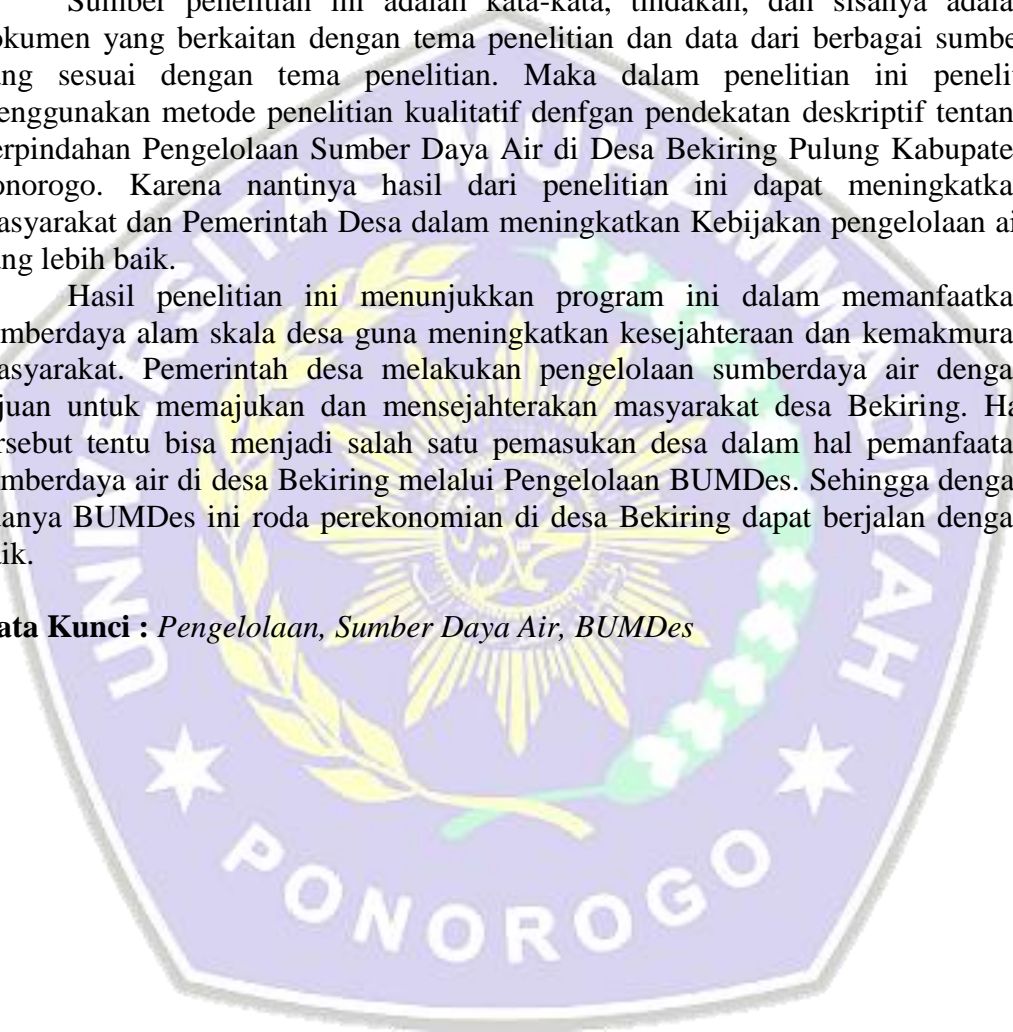 Sumber penelitian ini adalah kata-kata, tindakan, dan sisanya adala
okumen yang berkaitan dengan tema penelitian dan data dari berbagai sumbe
ang sesuai dengan tema penelitian. Maka dalam penelitian ini penelit
enggunakan metode penelitian kualitatif denfgan pendekatan deskriptif tentan
erpindahan Pengelolaan Sumber Daya Air di Desa Bekiring Pulung Kabupate
onorogo. Karena nantinya hasil dari penelitian ini dapat meningkatka
asyarakat dan Pemerintah Desa dalam meningkatkan Kebijakan pengelolaan ai
ang lebih baik.
Hasil penelitian ini menunjukkan program ini dalam memanfaatka
mberdaya alam skala desa guna meningkatkan kesejahteraan dan kemakmura
asyarakat. Pemerintah desa melakukan pengelolaan sumberdaya air denga
juan untuk memajukan dan mensejahterakan masyarakat desa Bekiring. Ha
rsebut tentu bisa menjadi salah satu pemasukan desa dalam hal pemanfaata
mberdaya air di desa Bekiring melalui Pengelolaan BUMDes. Sehingga denga
danya BUMDes ini roda perekonomian di desa Bekiring dapat berjalan denga
aik.
ata Kunci : Pengelolaan, Sumber Daya Air, BUMDes
UNIVERSITAS MUHAMMADIYAH
PONOROGO